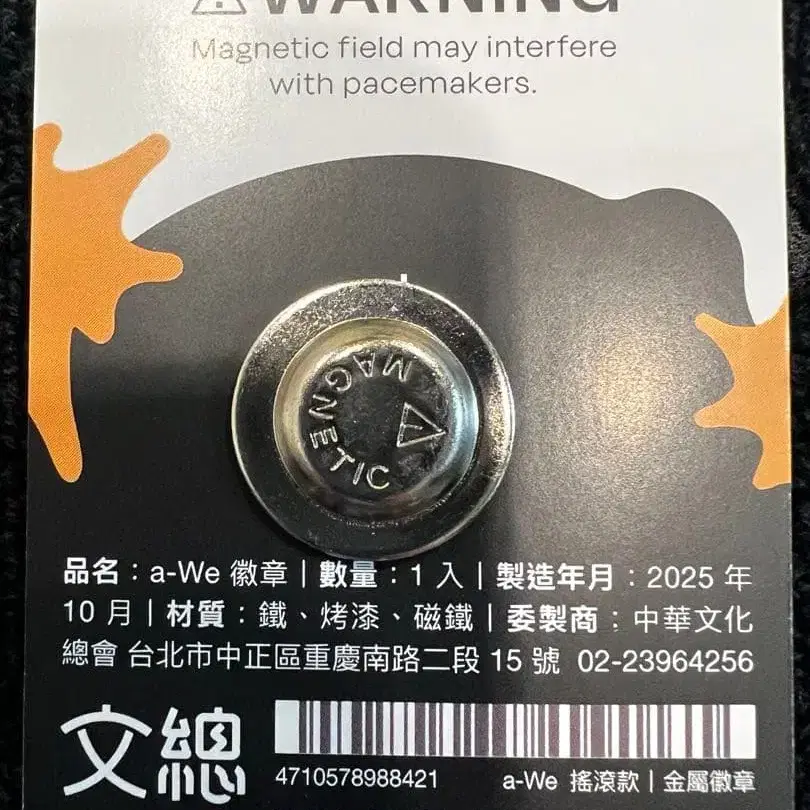 ⚠WARNING
Magnetic field may interfere
with pacemakers.
MAGNETIC
品名：a-We 徽章｜數量：1 入｜製造年月：2025 年
10 月｜材質：鐵、烤漆、磁鐵｜委製商：中華文化
總會 台北市中正區重慶南路二段 15 號 02-23964256
文總
4710578988421 a-We 搖滾款｜金屬徽章